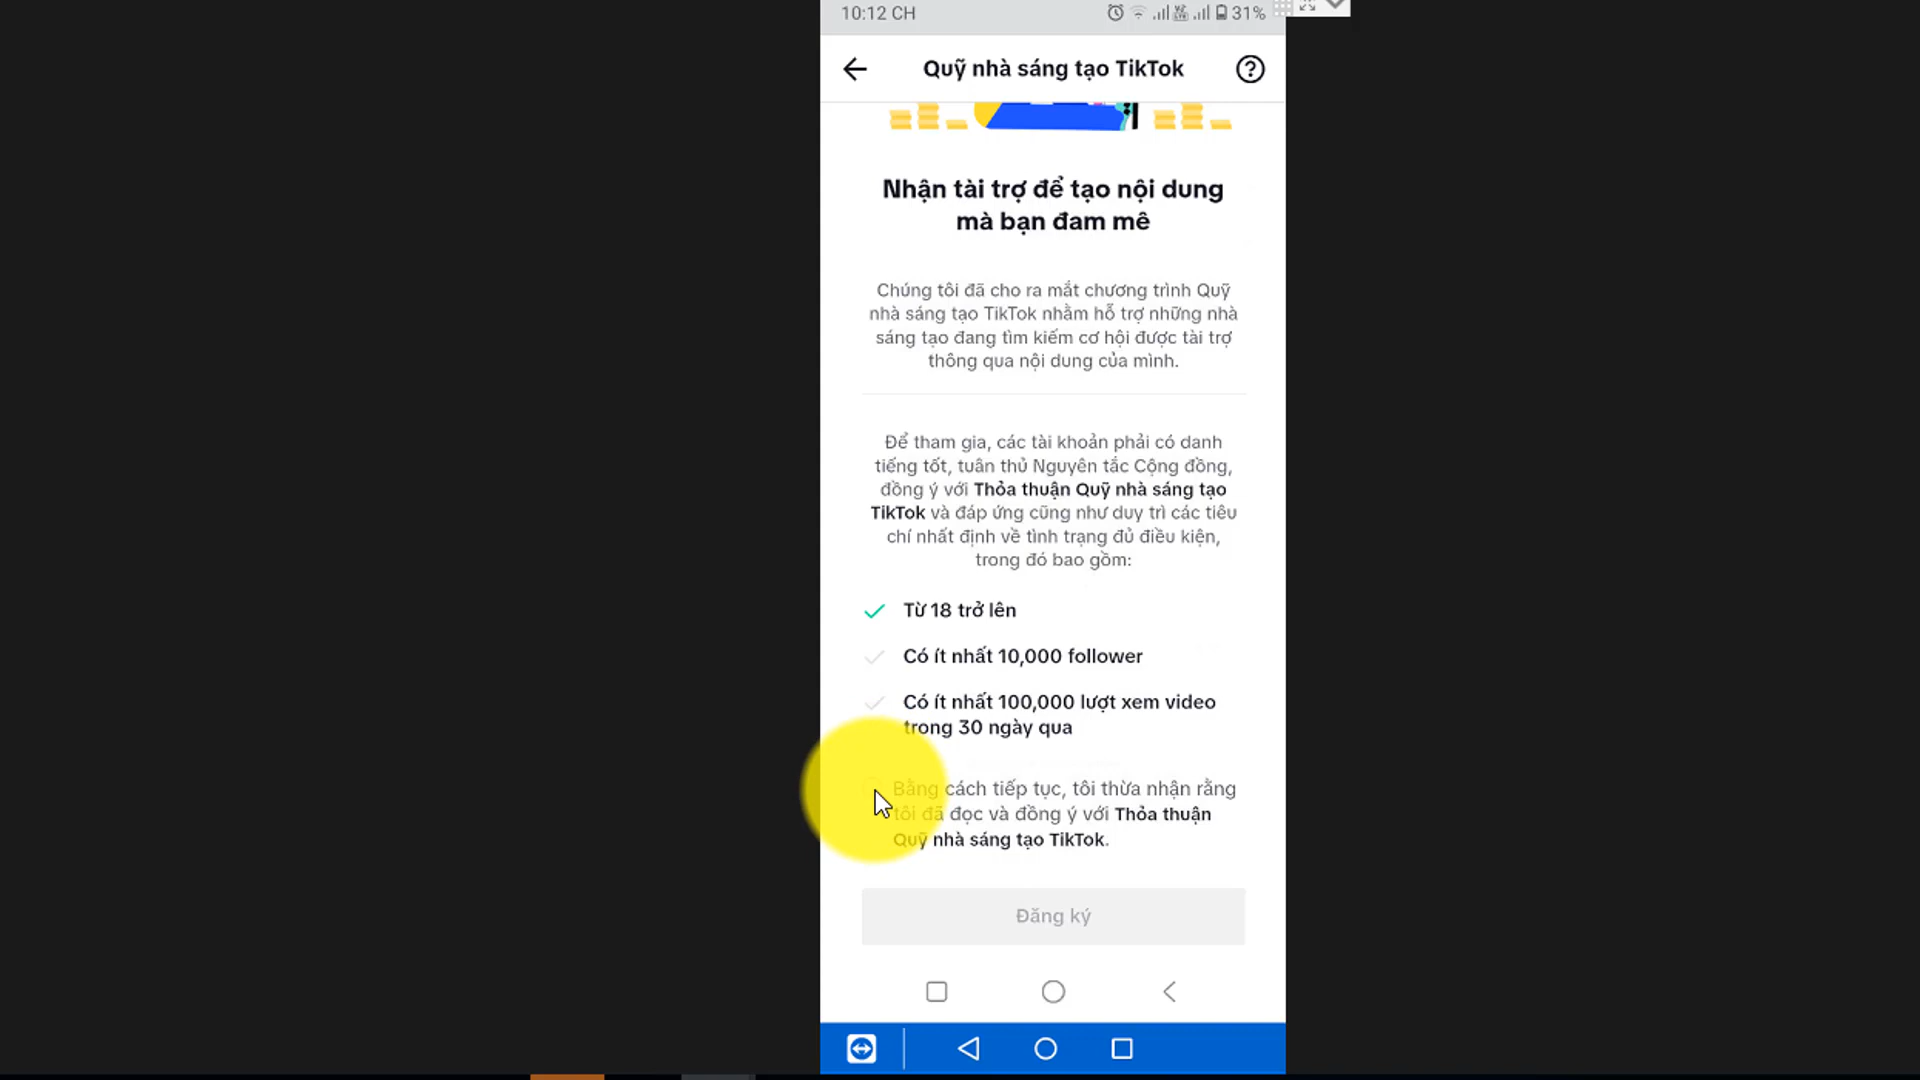 10:12 CH
31%
Quỹ nhà sáng tạo TikTok
Nhận tài trợ để tạo nội dung
mà bạn đam mê
Chúng tôi đã cho ra mắt chương trình Quỹ
nhà sáng tạo TikTok nhằm hỗ trợ những nhà
sáng tạo đang tìm kiếm cơ hội được tài trợ
thông qua nội dung của mình.
Để tham gia, các tài khoản phải có danh
tiếng tốt, tuân thủ Nguyên tắc Cộng đồng,
đồng ý với Thỏa thuận Quỹ nhà sáng tạo
TikTok và đáp ứng cũng như duy trì các tiêu
chí nhất định về tình trạng đủ điều kiện,
trong đó bao gồm:
Từ 18 trở lên
Có ít nhất 10,000 follower
Có ít nhất 100,000 lượt xem video
trong 30 ngày qua
Bằng cách tiếp tục, tôi thừa nhận rằng
tôi đã đọc và đồng ý với Thỏa thuận
Quỹ nhà sáng tạo TikTok.
Đăng ký